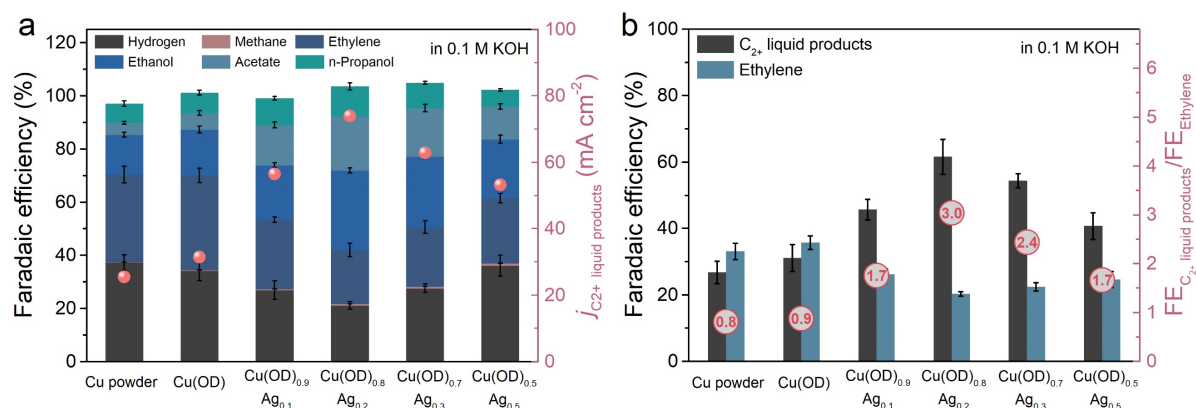 a
Faradaic efficiency (%)
120
100
80
60
40
20
0
Hydrogen Methane Ethylene
Ethanol Acetate n-Propanol
in 0.1 M KOH
100
80
60
40
20
0
j C2+ liquid products (mA cm-2)
Cu powder Cu(OD) Cu(OD)0.9 Cu(OD)0.8 Cu(OD)0.7 Cu(OD)0.5
Ag0.1 Ag0.2 Ag0.3 Ag0.5
b
Faradaic efficiency (%)
100
80
60
40
20
0
C2+ liquid products
Ethylene
in 0.1 M KOH
0.8
0.9
1.7
3.0
2.4
1.7
6
5
4
3
2
1
0
FE C2+ liquid products/FE Ethylene
Cu powder Cu(OD) Cu(OD)0.9 Cu(OD)0.8 Cu(OD)0.7 Cu(OD)0.5
Ag0.1 Ag0.2 Ag0.3 Ag0.5